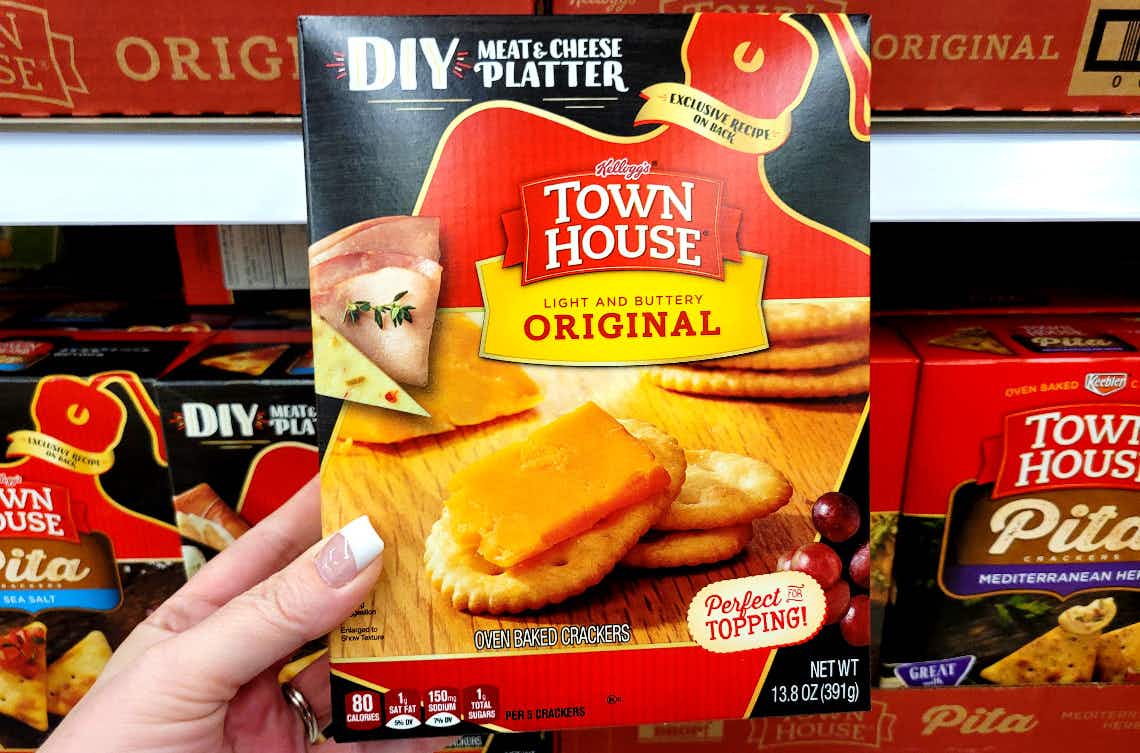 ORIGINAL
DIY MEAT & CHEESE
PLATTER
EXCLUSIVE RECIPE
ON BACK
Kellogg's
TOWN
HOUSE
LIGHT AND BUTTERY
ORIGINAL
Enlarged to
Show Texture
OVEN BAKED CRACKERS
Perfect FOR
TOPPING!
NET WT
13.8 OZ (391g)
80
CALORIES
1g
SAT FAT
5% DV
150mg
SODIUM
7% DV
1g
TOTAL
SUGARS
PER 5 CRACKERS
DIY MEAT &
EXCLUSIVE RECIPE
ON BACK
SEA SALT
OVEN BAKED Keebler
TOWN
HOUSE
Pita
CRACKERS
MEDITERRANEAN HE
GREAT
TOWN
HOUSE
Pita